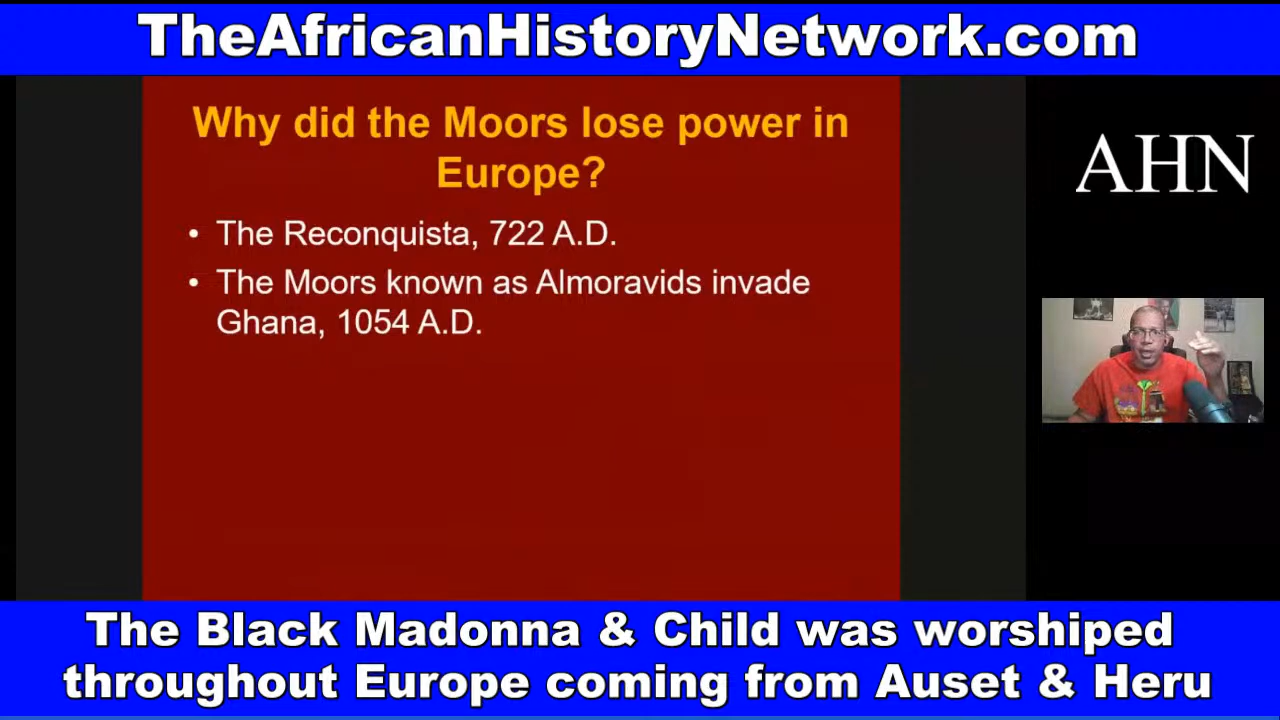 TheAfricanHistoryNetwork.com
Why did the Moors lose power in
Europe?
• The Reconquista, 722 A.D.
• The Moors known as Almoravids invade
Ghana, 1054 A.D.
AHN
The Black Madonna & Child was worshiped
throughout Europe coming from Auset & Heru